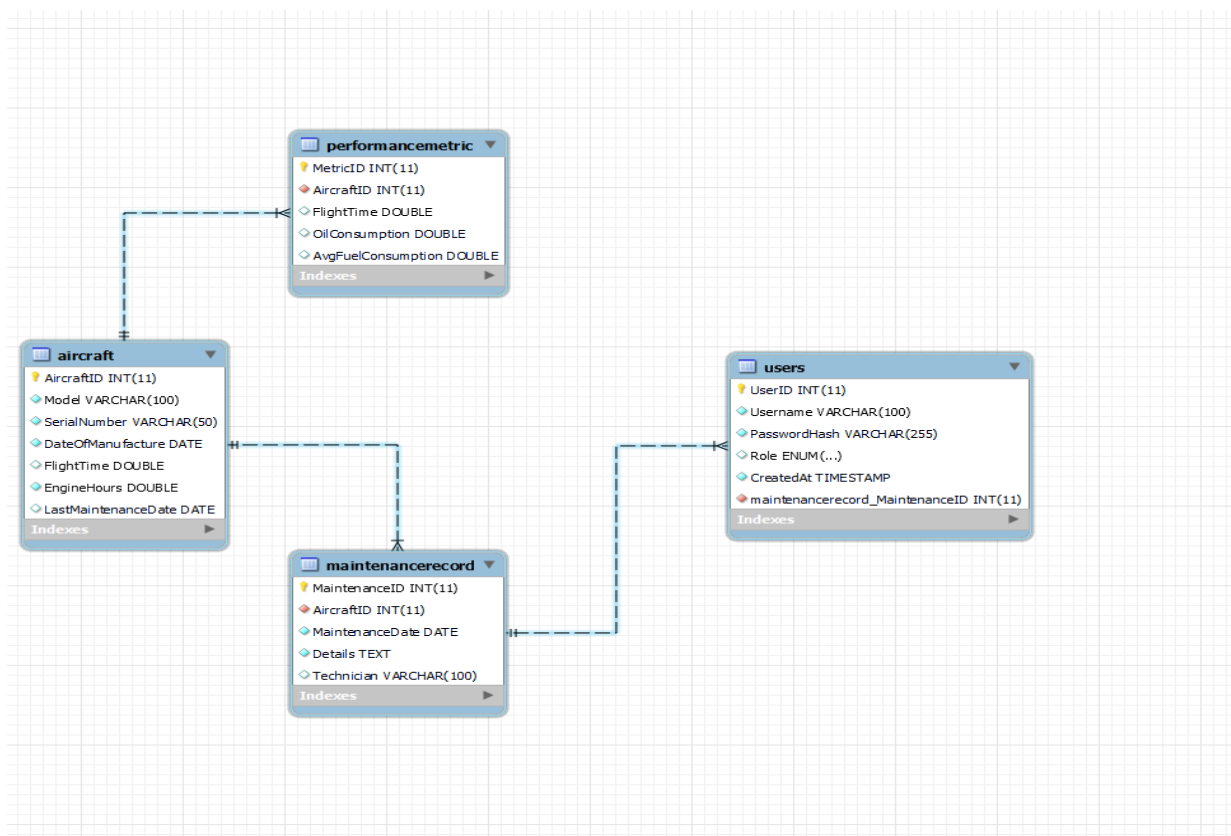 performancemetric
MetricID INT(11)
AircraftID INT(11)
FlightTime DOUBLE
OilConsumption DOUBLE
AvgFuelConsumption DOUBLE
Indexes
aircraft
AircraftID INT(11)
Model VARCHAR(100)
SerialNumber VARCHAR(50)
DateOfManufacture DATE
FlightTime DOUBLE
EngineHours DOUBLE
LastMaintenanceDate DATE
Indexes
maintenancerecord
MaintenanceID INT(11)
AircraftID INT(11)
MaintenanceDate DATE
Details TEXT
Technician VARCHAR(100)
Indexes
users
UserID INT(11)
Username VARCHAR(100)
PasswordHash VARCHAR(255)
Role ENUM(...)
CreatedAt TIMESTAMP
maintenancerecord_MaintenanceID INT(11)
Indexes